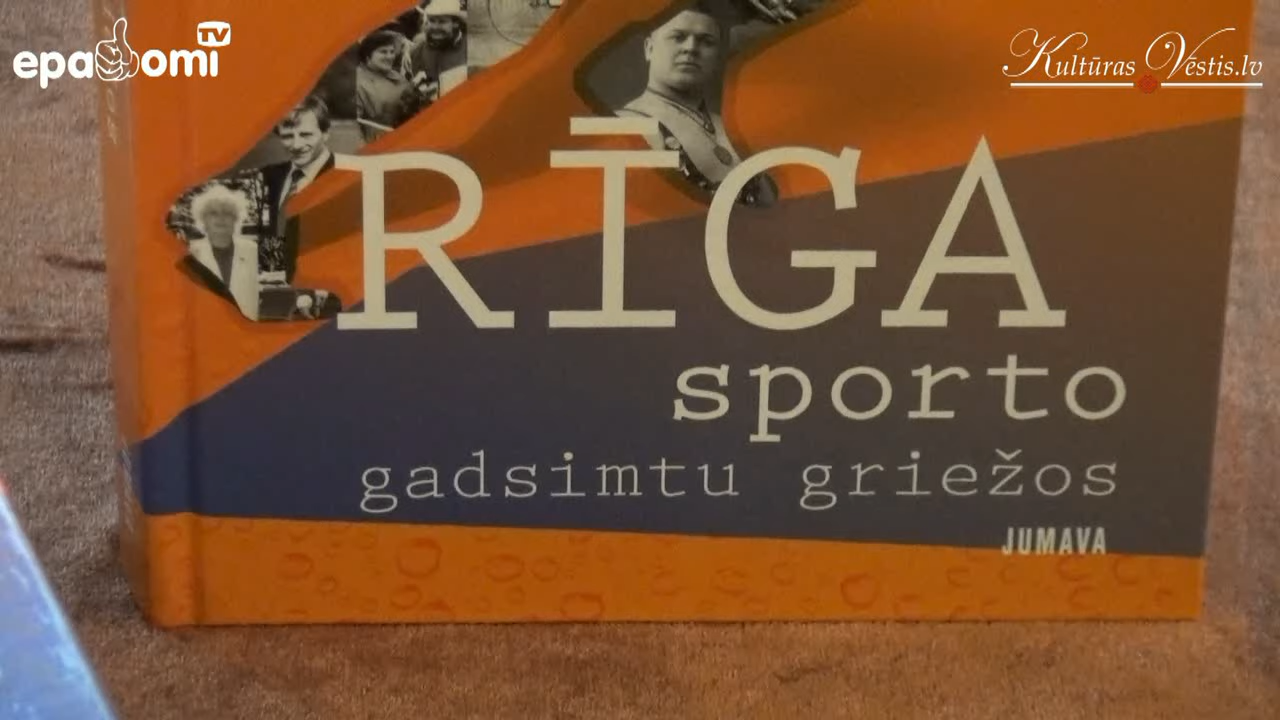 epadomi TV
Kultūras Vēstis.lv
RĪGA
sporto
gadsimtu griežos
JUMAVA